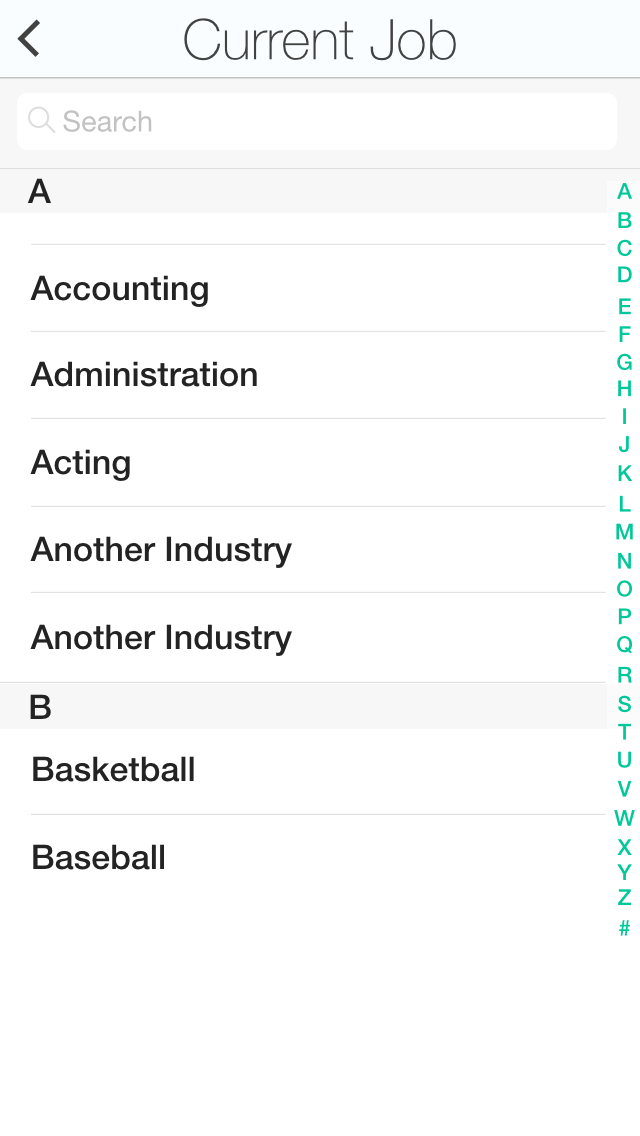 Current Job
Search
A
Accounting
Administration
Acting
Another Industry
Another Industry
B
Basketball
Baseball
A
B
C
D
E
F
G
H
I
J
K
L
M
N
O
P
Q
R
S
T
U
V
W
X
Y
Z
#